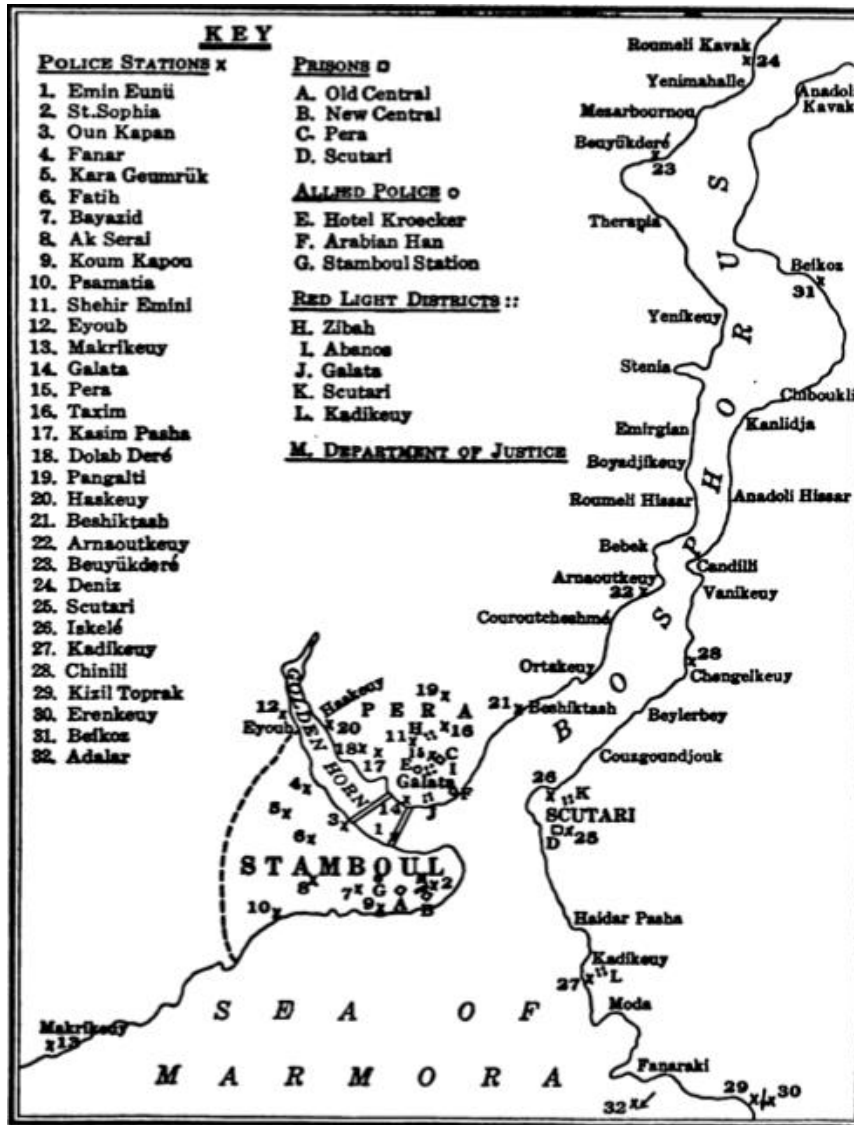 KEY
POLICE STATIONS x
1. Emin Eunü
2. St.Sophia
3. Oun Kapan
4. Fanar
5. Kara Geumrük
6. Fatih
7. Bayazid
8. Ak Serai
9. Koum Kapou
10. Psamatia
11. Shehir Emini
12. Eyoub
13. Makrikeuy
14. Galata
15. Pera
16. Taxim
17. Kasim Pasha
18. Dolab Deré
19. Pangalti
20. Haskeuy
21. Beshiktash
22. Arnaoutkeuy
23. Beuyükderé
24. Deniz
25. Scutari
26. Iskelé
27. Kadikeuy
28. Chinili
29. Kizil Toprak
30. Erenkeuy
31. Beikoz
32. Adalar
PRISONS
A. Old Central
B. New Central
C. Pera
D. Scutari
ALLIED POLICE
E. Hotel Kroecker
F. Arabian Han
G. Stamboul Station
RED LIGHT DISTRICTS ::
H. Zibah
I. Abanos
J. Galata
K. Scutari
L. Kadikeuy
M. DEPARTMENT OF JUSTICE
Roumeli Kavak
24
Yenimahalle
Anadoli
Kavak
Mezarbournou
Beuyükderé
23
Therapia
Beikoz
31
Yenikeuy
Stenia
Chiboukli
Kanlidja
Emirgian
Boyadjikeuy
Roumeli Hissar
Anadoli Hissar
Bebek
Candilli
Arnaoutkeuy
22
Vanikeuy
Couroutcheshmé
28
Chengelkeuy
Ortakeuy
21
Beshiktash
Beylerbey
Couzgoundjouk
BOSPHORUS
GOLDEN HORN
12
Eyoub
Haskeuy
20
PERA
19
16
H
11
18
17
15
C
E
I
Galata
F
14
J
4
5
3
6
1
STAMBOUL
8
7
G
2
10
9
A
B
26
K
SCUTARI
D
25
Haidar Pasha
Kadikeuy
27
L
Moda
Makrikeuy
13
SEA OF
MARMORA
Fanaraki
32
29
30